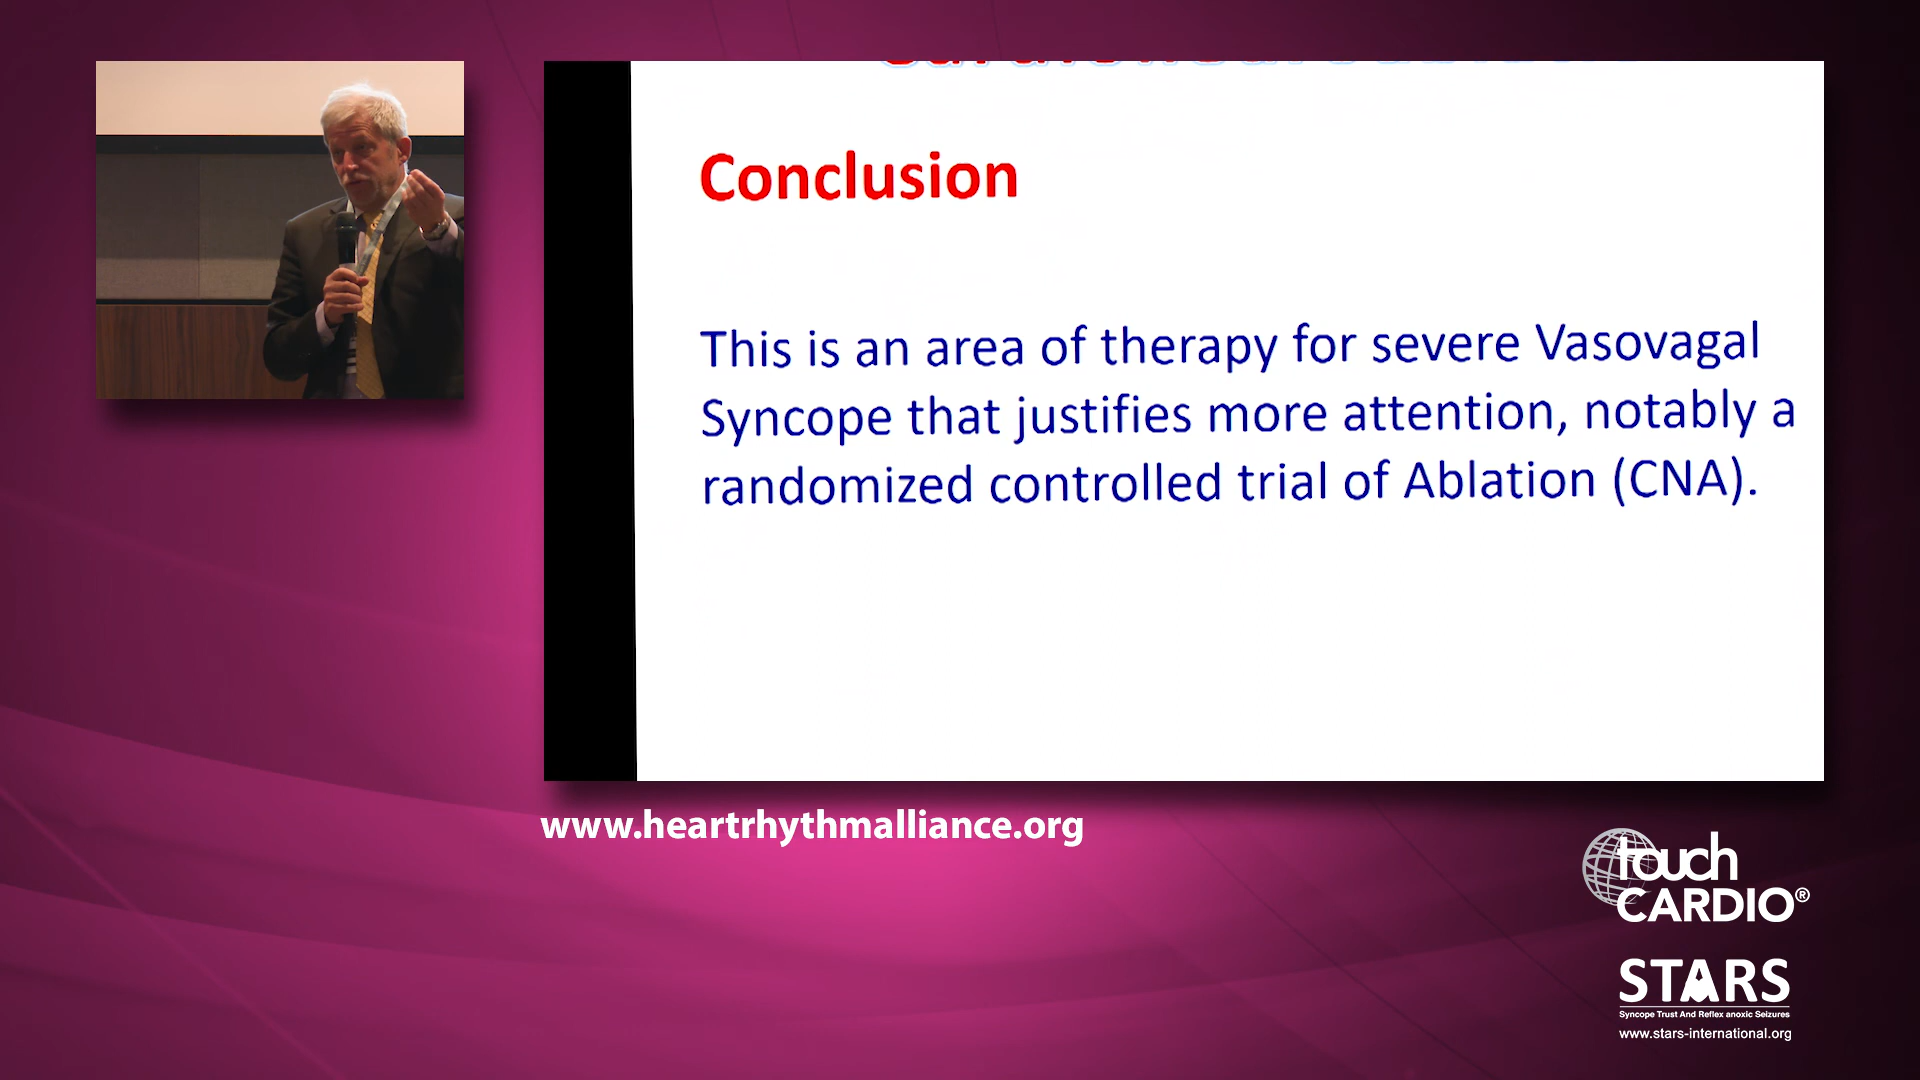 Conclusion
This is an area of therapy for severe Vasovagal
Syncope that justifies more attention, notably a
randomized controlled trial of Ablation (CNA).
www.heartrhythmalliance.org
touch
CARDIO®
STARS
Syncope Trust And Reflex anoxic Seizures
www.stars-international.org